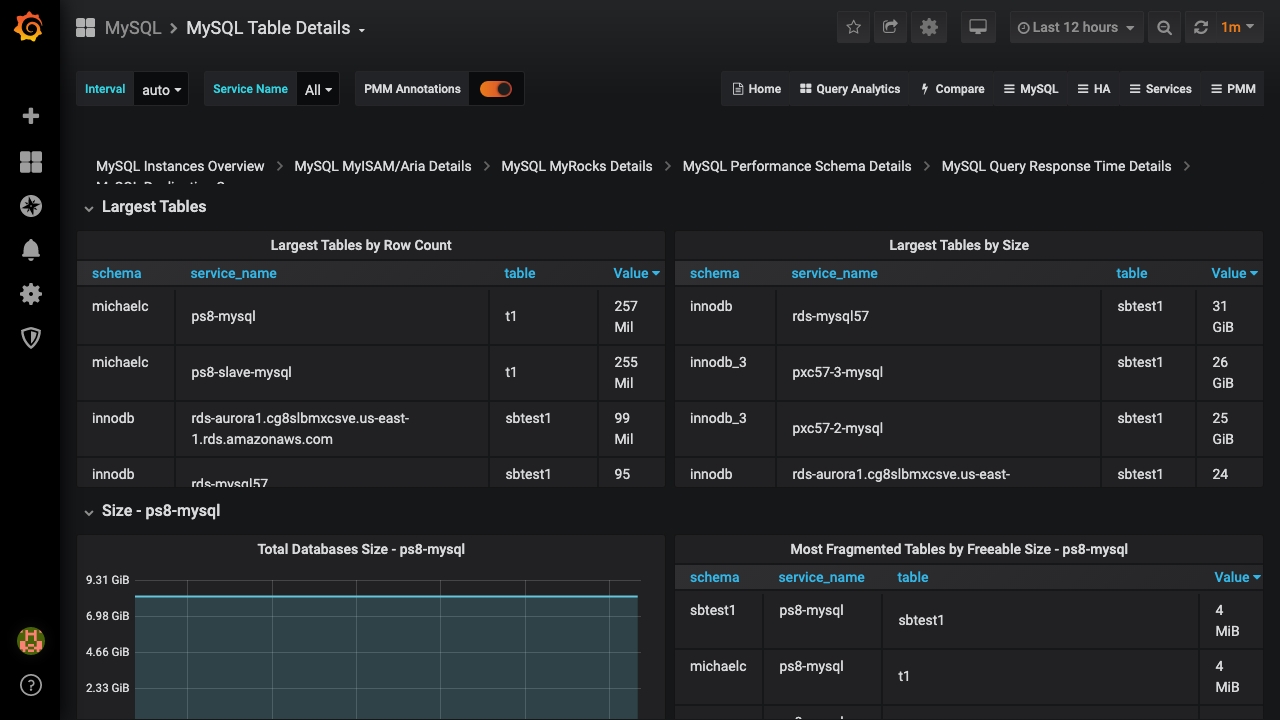 MySQL > MySQL Table Details
Last 12 hours
1m
Interval auto
Service Name All
PMM Annotations
Home
Query Analytics
Compare
MySQL
HA
Services
PMM
MySQL Instances Overview > MySQL MyISAM/Aria Details > MySQL MyRocks Details > MySQL Performance Schema Details > MySQL Query Response Time Details >
Largest Tables
Largest Tables by Row Count
schema service_name table Value
michaelc ps8-mysql t1 257 Mil
michaelc ps8-slave-mysql t1 255 Mil
innodb rds-aurora1.cg8slbmxcsve.us-east-
1.rds.amazonaws.com sbtest1 99 Mil
innodb rds-mysql57 sbtest1 95
Largest Tables by Size
schema service_name table Value
innodb rds-mysql57 sbtest1 31 GiB
innodb_3 pxc57-3-mysql sbtest1 26 GiB
innodb_3 pxc57-2-mysql sbtest1 25 GiB
innodb rds-aurora1.cg8slbmxcsve.us-east- sbtest1 24
Size - ps8-mysql
Total Databases Size - ps8-mysql
9.31 GiB
6.98 GiB
4.66 GiB
2.33 GiB
Most Fragmented Tables by Freeable Size - ps8-mysql
schema service_name table Value
sbtest1 ps8-mysql sbtest1 4 MiB
michaelc ps8-mysql t1 4 MiB